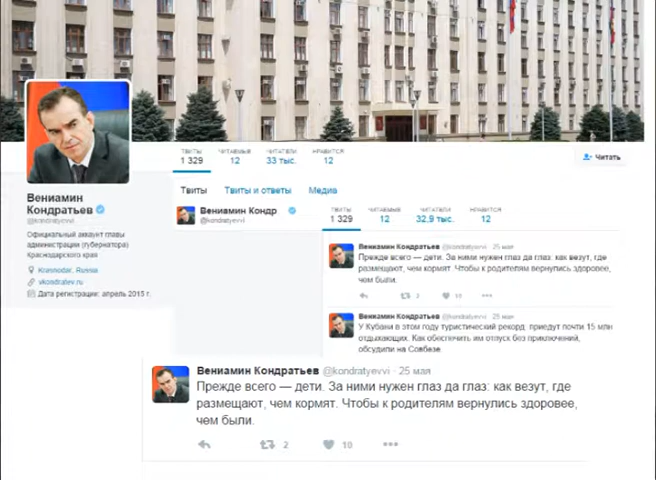 ТВИТЫ ЧИТАЕМЫЕ ЧИТАТЕЛИ НРАВИТСЯ
1 329 12 33 тыс. 12
Читать
Твиты Твиты и ответы Медиа
Вениамин
Кондратьев
@kondratyevvi
Официальный аккаунт главы
администрации (губернатора)
Краснодарского края
Krasnodar, Russia
vkondratev.ru
Дата регистрации: апрель 2015 г.
Вениамин Кондр
@kondratyevvi
ТВИТЫ ЧИТАЕМЫЕ ЧИТАТЕЛИ НРАВИТСЯ
1 329 12 32,9 тыс. 12
Вениамин Кондратьев @kondratyevvi · 25 мая
Прежде всего — дети. За ними нужен глаз да глаз: как везут, где
размещают, чем кормят. Чтобы к родителям вернулись здоровее,
чем были.
2 10
Вениамин Кондратьев @kondratyevvi · 25 мая
У Кубани в этом году туристический рекорд: приедут почти 15 млн
отдыхающих. Как обеспечить им отпуск без приключений,
обсудили на Совбезе
Вениамин Кондратьев @kondratyevvi · 25 мая
Прежде всего — дети. За ними нужен глаз да глаз: как везут, где
размещают, чем кормят. Чтобы к родителям вернулись здоровее,
чем были.
2 10